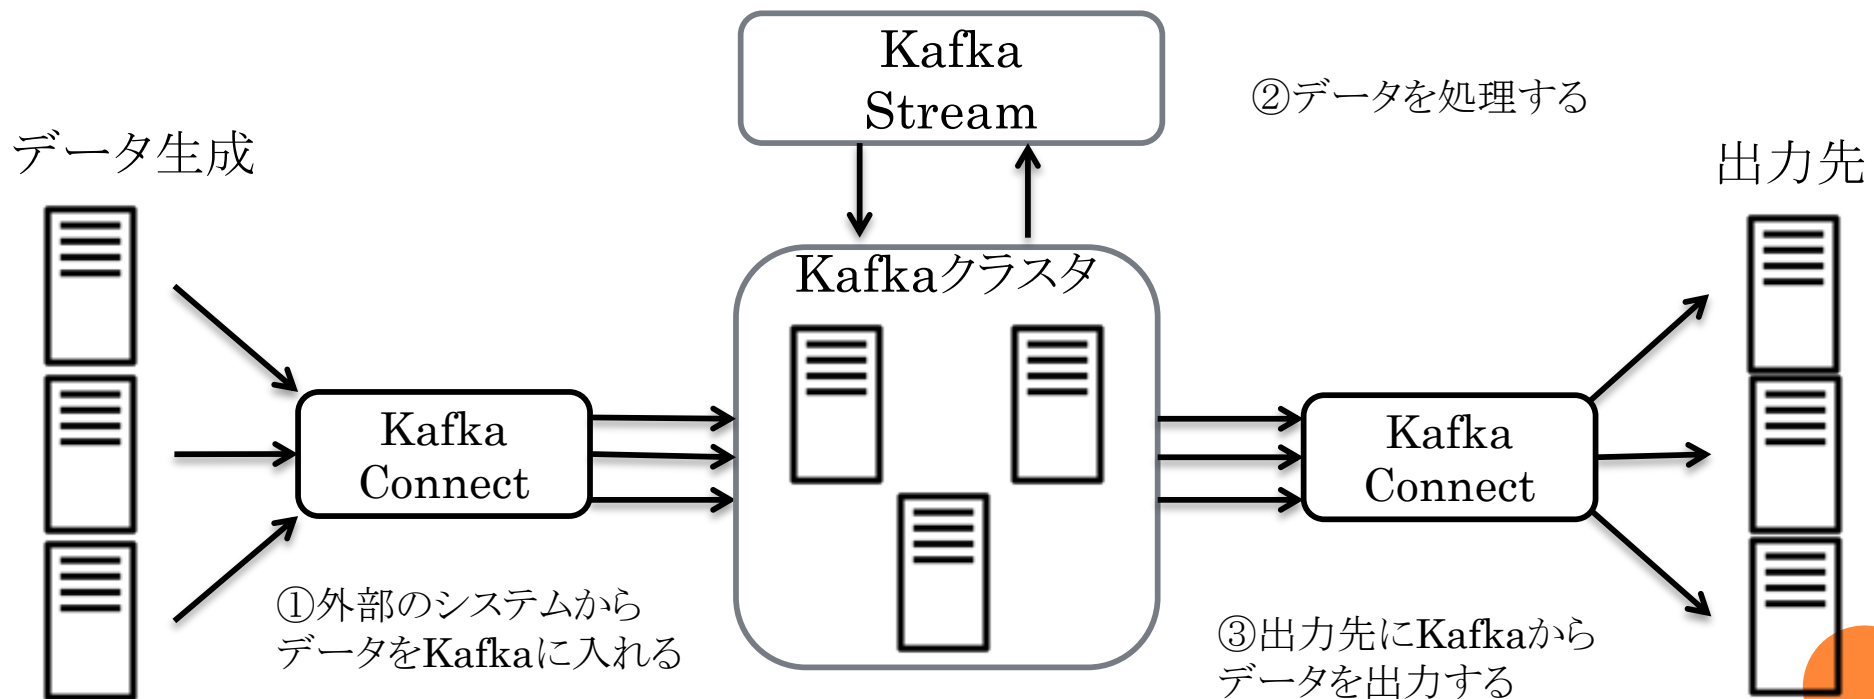 Kafka
Stream
②データを処理する
データ生成
出力先
Kafkaクラスタ
Kafka
Connect
Kafka
Connect
①外部のシステムから
データをKafkaに入れる
③出力先にKafkaから
データを出力する